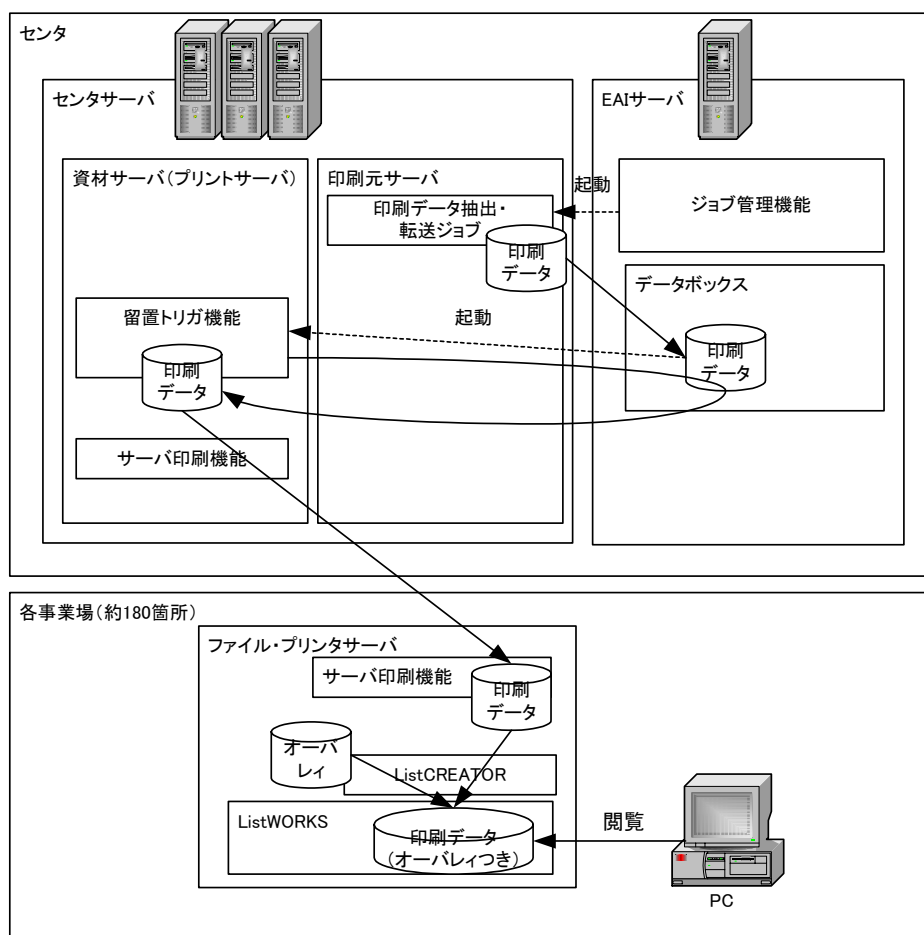 センタ
センタサーバ
EAIサーバ
資材サーバ(プリントサーバ)
印刷元サーバ
起動
ジョブ管理機能
印刷データ抽出・
転送ジョブ
印刷
データ
データボックス
留置トリガ機能
起動
印刷
データ
印刷
データ
サーバ印刷機能
各事業場(約180箇所)
ファイル・プリンタサーバ
サーバ印刷機能
印刷
データ
オーバ
レィ
ListCREATOR
ListWORKS
印刷データ
(オーバレィつき)
閲覧
PC